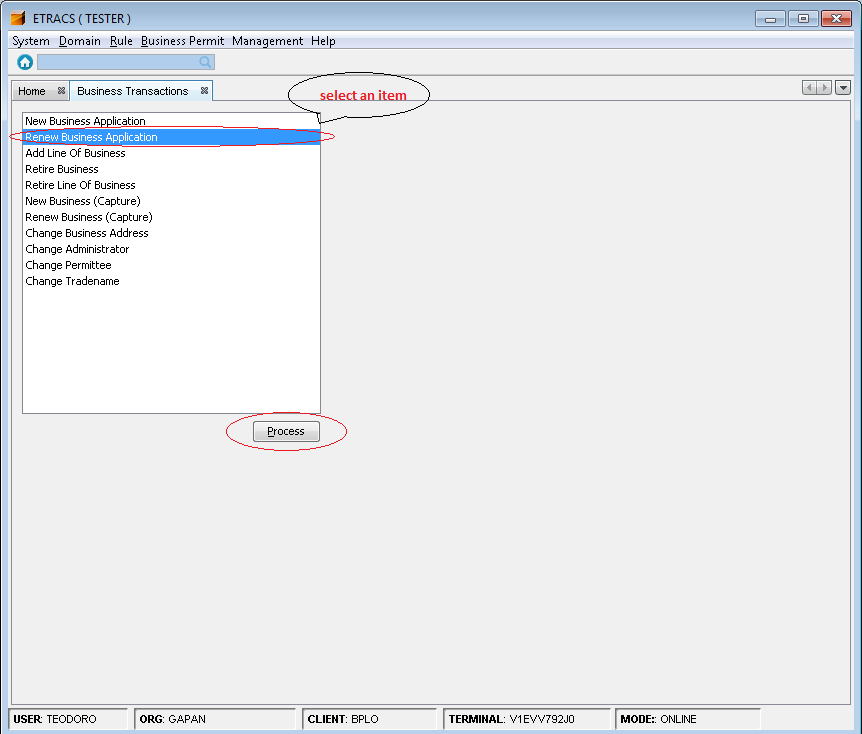 ETRACS ( TESTER )
System Domain Rule Business Permit Management Help
Home Business Transactions
select an item
New Business Application
Renew Business Application
Add Line Of Business
Retire Business
Retire Line Of Business
New Business (Capture)
Renew Business (Capture)
Change Business Address
Change Administrator
Change Permittee
Change Tradename
Process
USER: TEODORO ORG: GAPAN CLIENT: BPLO TERMINAL: V1EVV792J0 MODE:: ONLINE